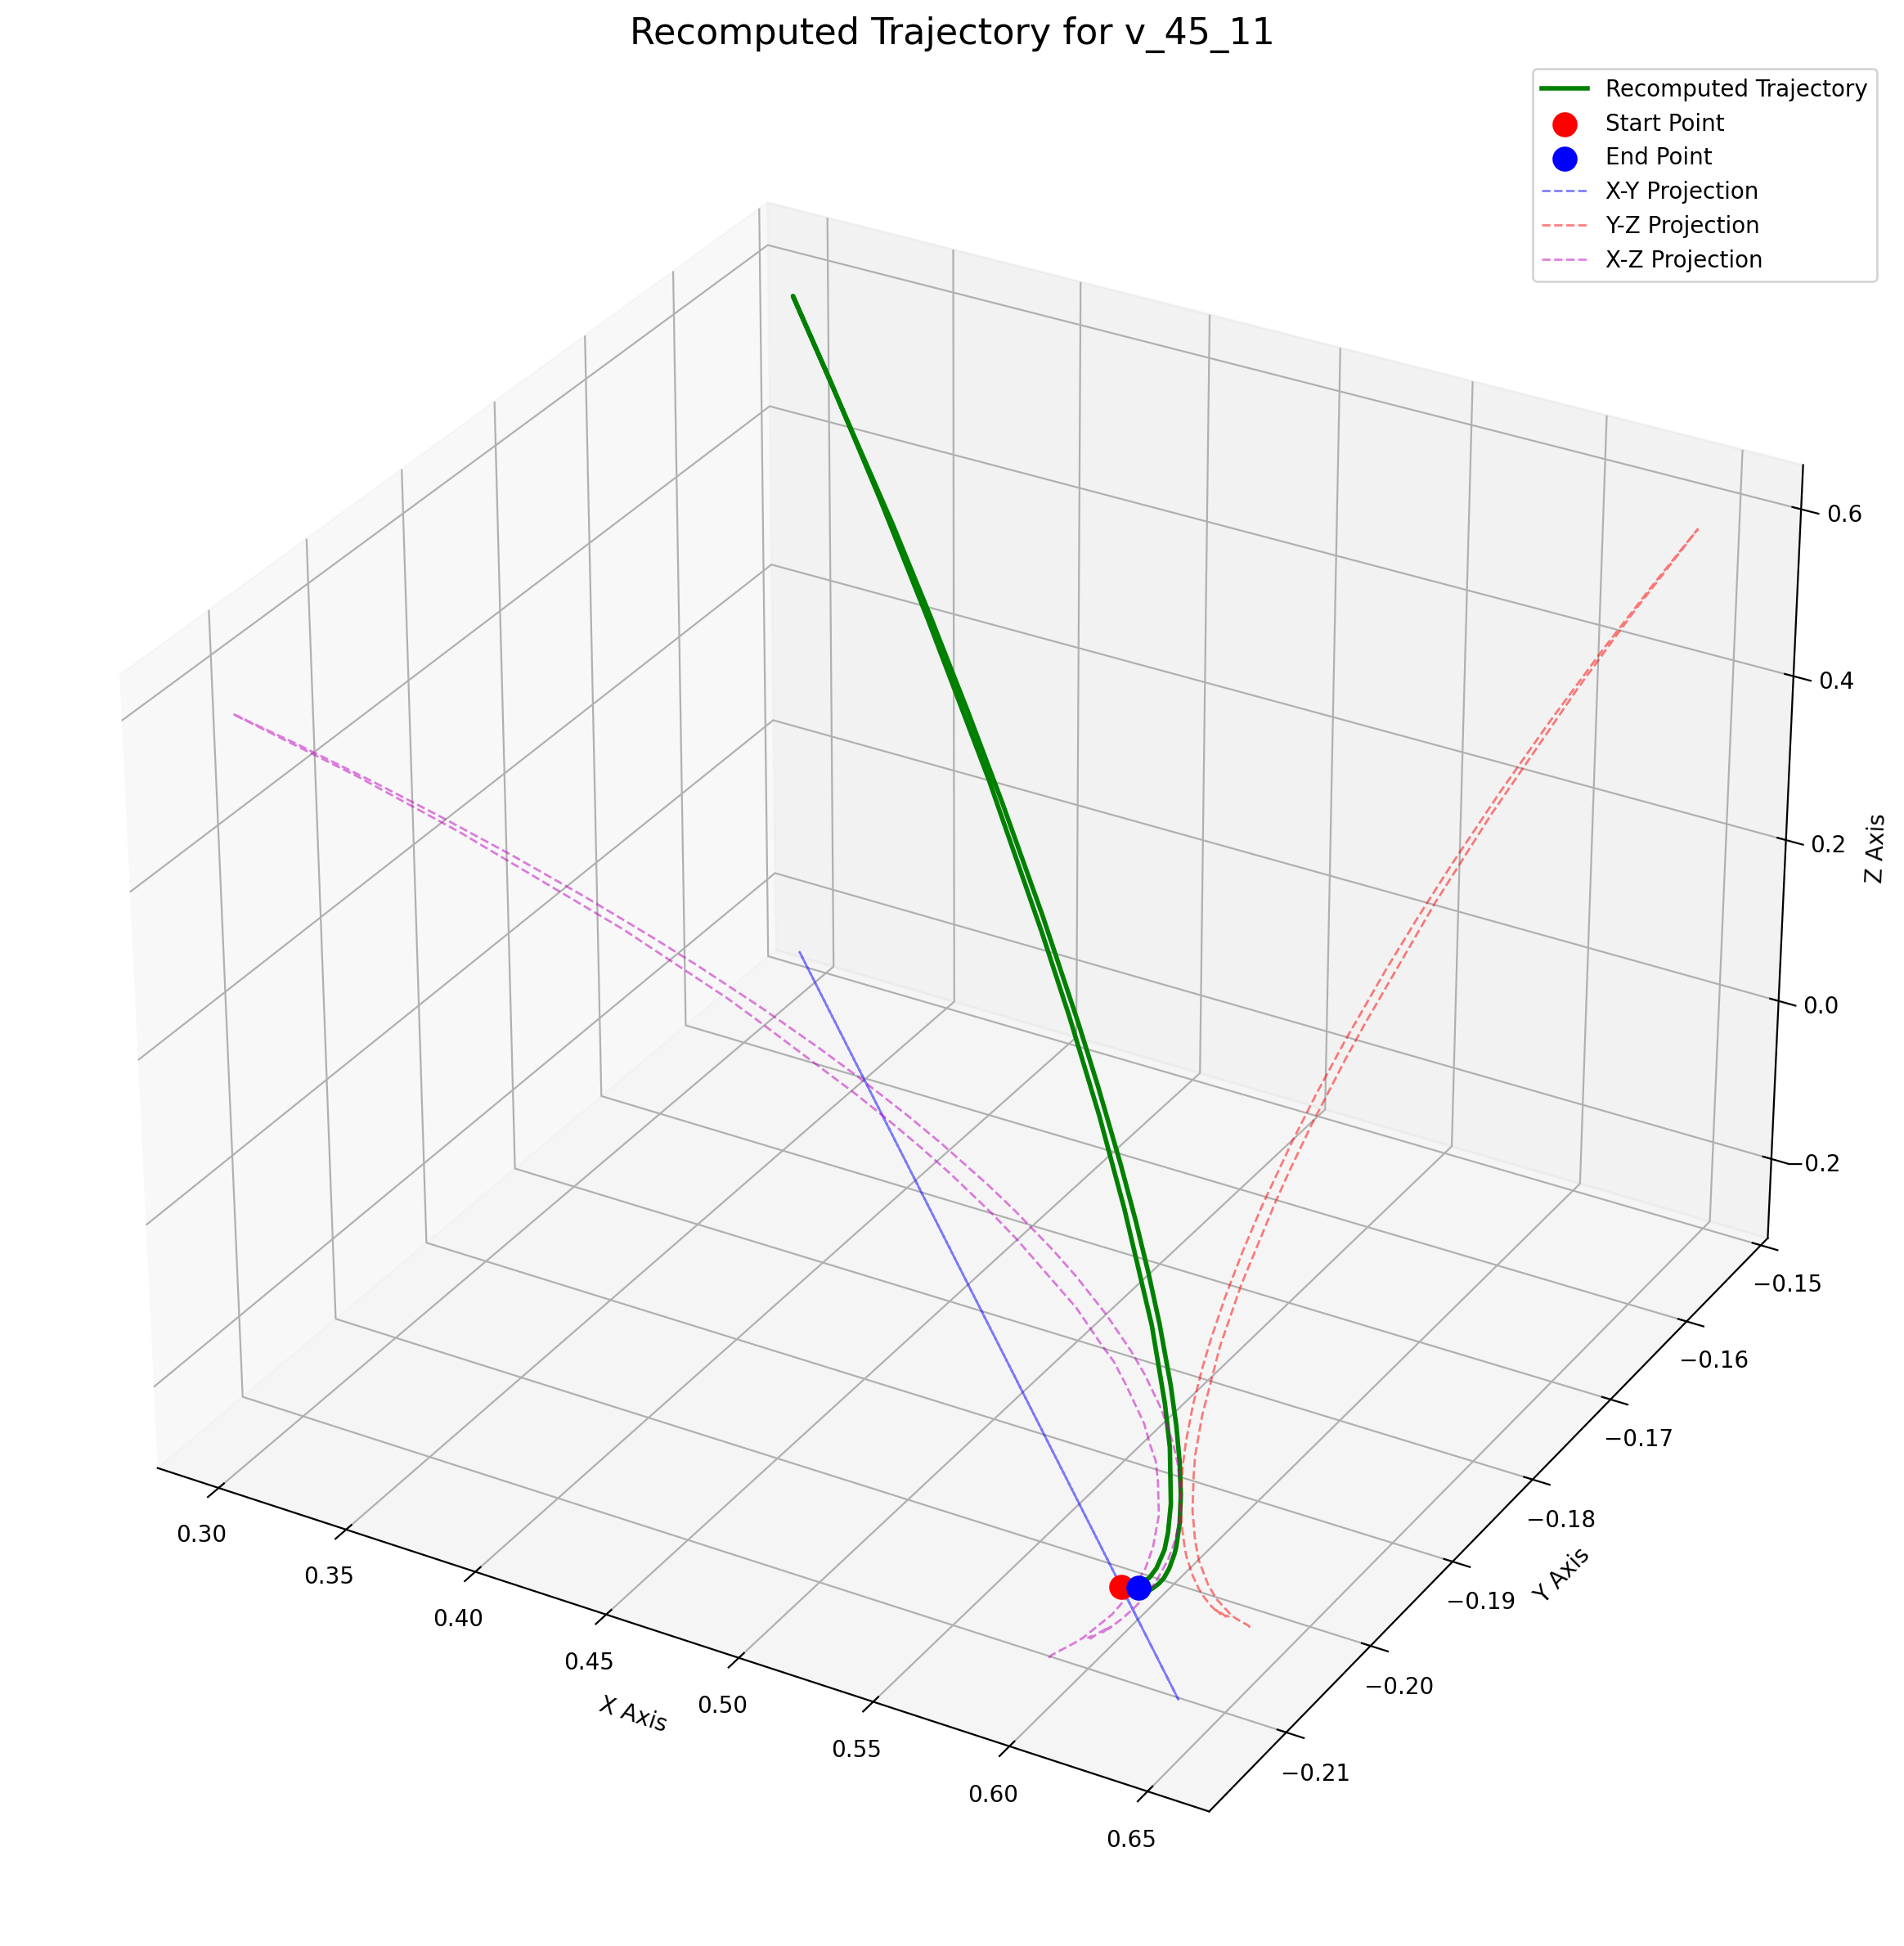 Recomputed Trajectory for v_45_11
Recomputed Trajectory
Start Point
End Point
X-Y Projection
Y-Z Projection
X-Z Projection
0.6
0.4
0.2
0.0
−0.2
Z Axis
−0.15
−0.16
−0.17
−0.18
−0.19
−0.20
−0.21
Y Axis
0.30
0.35
0.40
0.45
0.50
0.55
0.60
0.65
X Axis